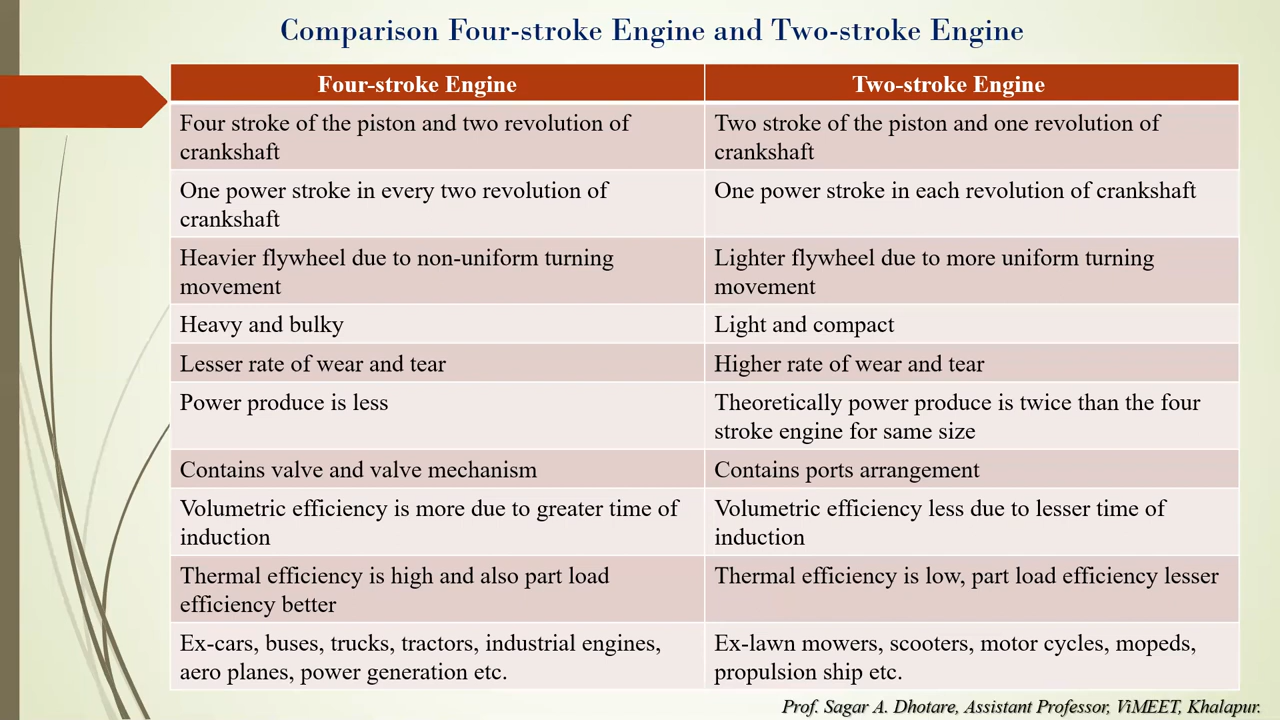 Comparison Four-stroke Engine and Two-stroke Engine
Four-stroke Engine
Two-stroke Engine
Four stroke of the piston and two revolution of
crankshaft
Two stroke of the piston and one revolution of
crankshaft
One power stroke in every two revolution of
crankshaft
One power stroke in each revolution of crankshaft
Heavier flywheel due to non-uniform turning
movement
Lighter flywheel due to more uniform turning
movement
Heavy and bulky
Light and compact
Lesser rate of wear and tear
Higher rate of wear and tear
Power produce is less
Theoretically power produce is twice than the four
stroke engine for same size
Contains valve and valve mechanism
Contains ports arrangement
Volumetric efficiency is more due to greater time of
induction
Volumetric efficiency less due to lesser time of
induction
Thermal efficiency is high and also part load
efficiency better
Thermal efficiency is low, part load efficiency lesser
Ex-cars, buses, trucks, tractors, industrial engines,
aero planes, power generation etc.
Ex-lawn mowers, scooters, motor cycles, mopeds,
propulsion ship etc.
Prof. Sagar A. Dhotare, Assistant Professor, ViMEET, Khalapur.